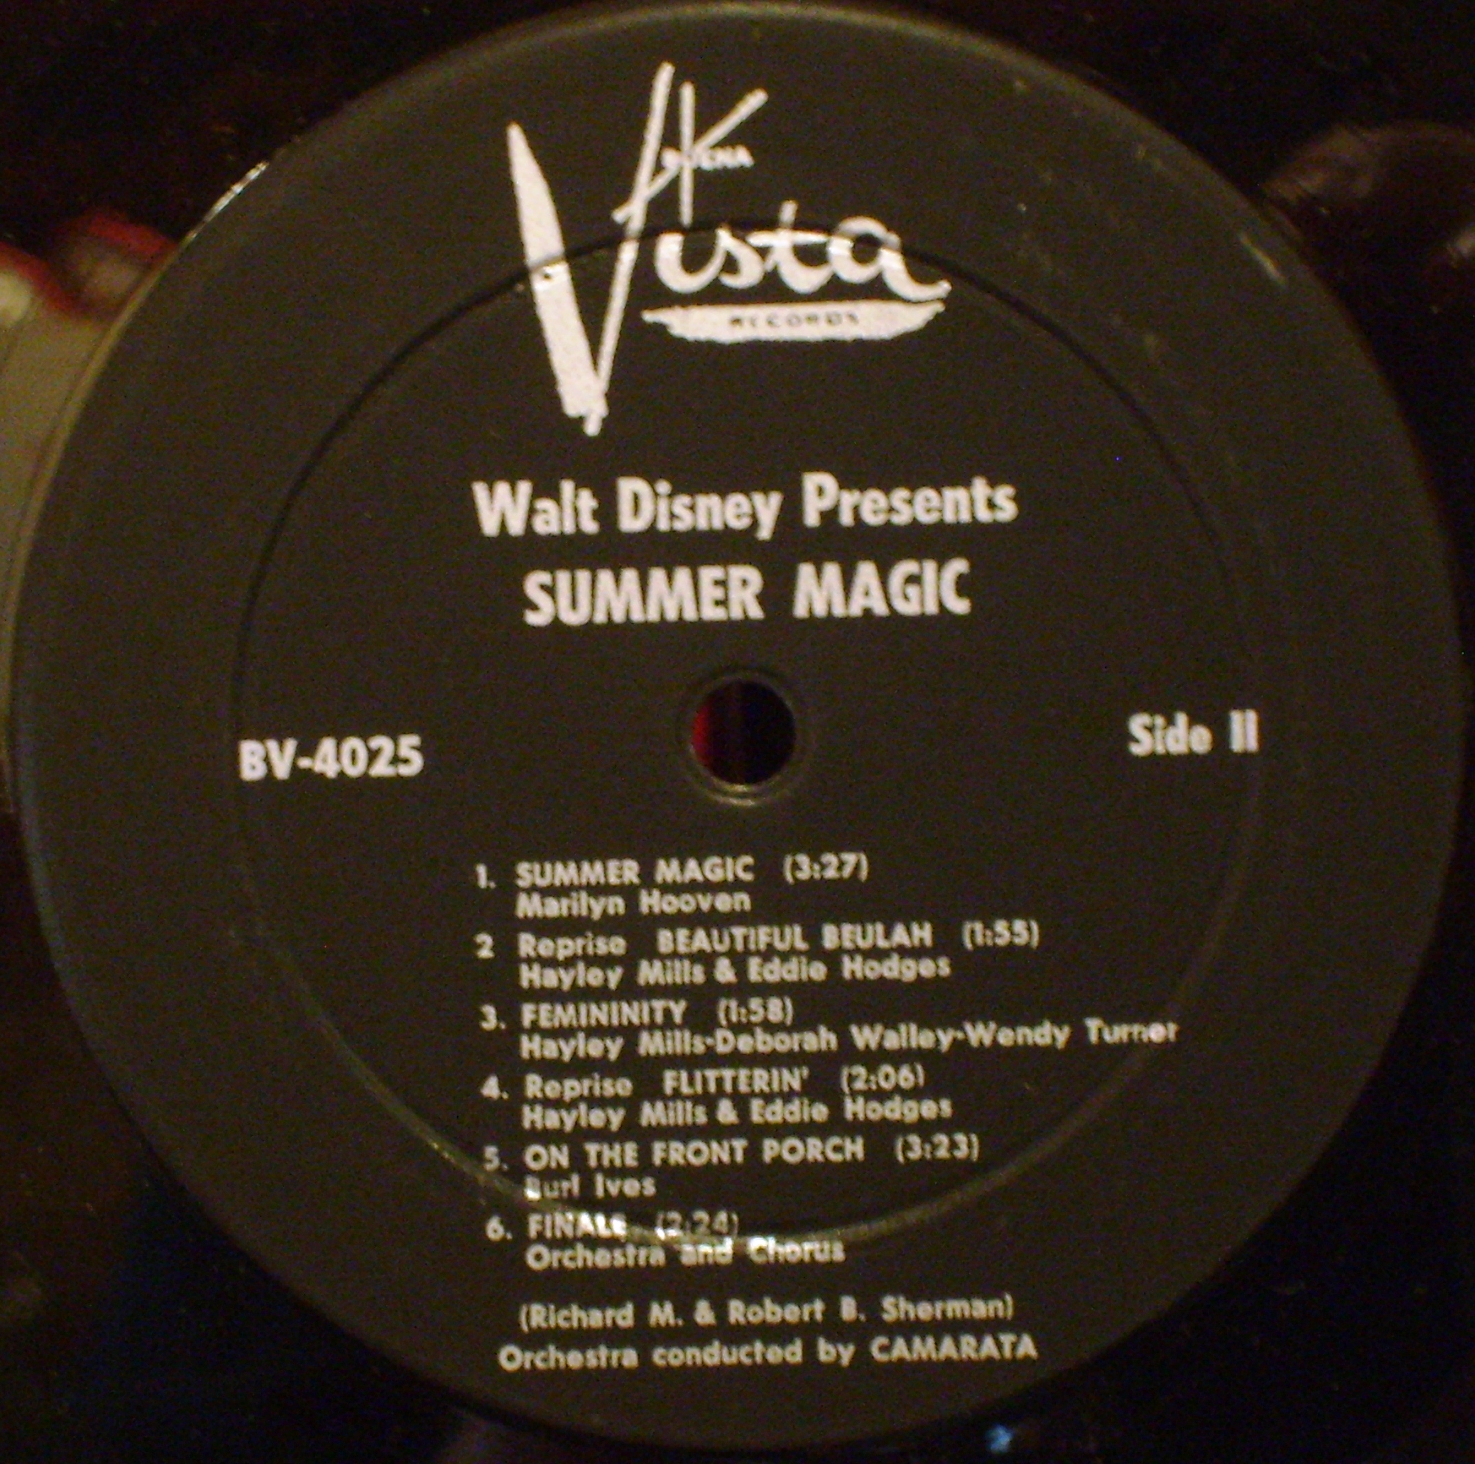 BUENA
Vista
RECORDS
Walt Disney Presents
SUMMER MAGIC
BV-4025
Side II
1. SUMMER MAGIC (3:27)
Marilyn Hooven
2 Reprise BEAUTIFUL BEULAH (1:55)
Hayley Mills & Eddie Hodges
3. FEMININITY (1:58)
Hayley Mills-Deborah Walley-Wendy Turner
4. Reprise FLITTERIN' (2:06)
Hayley Mills & Eddie Hodges
5. ON THE FRONT PORCH (3:23)
Burl Ives
6. FINALE (2:24)
Orchestra and Chorus
(Richard M. & Robert B. Sherman)
Orchestra conducted by CAMARATA